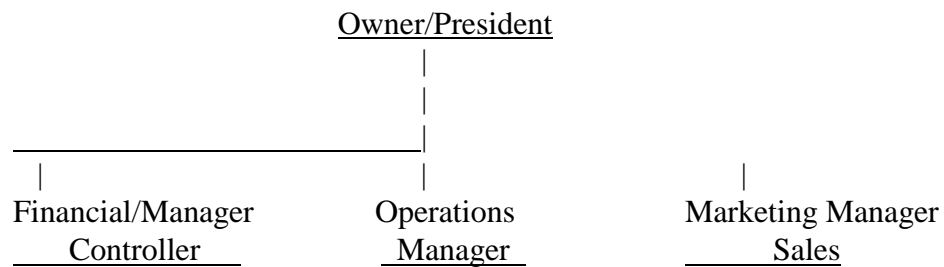 Owner/President
Financial/Manager Operations Marketing Manager
Controller Manager Sales